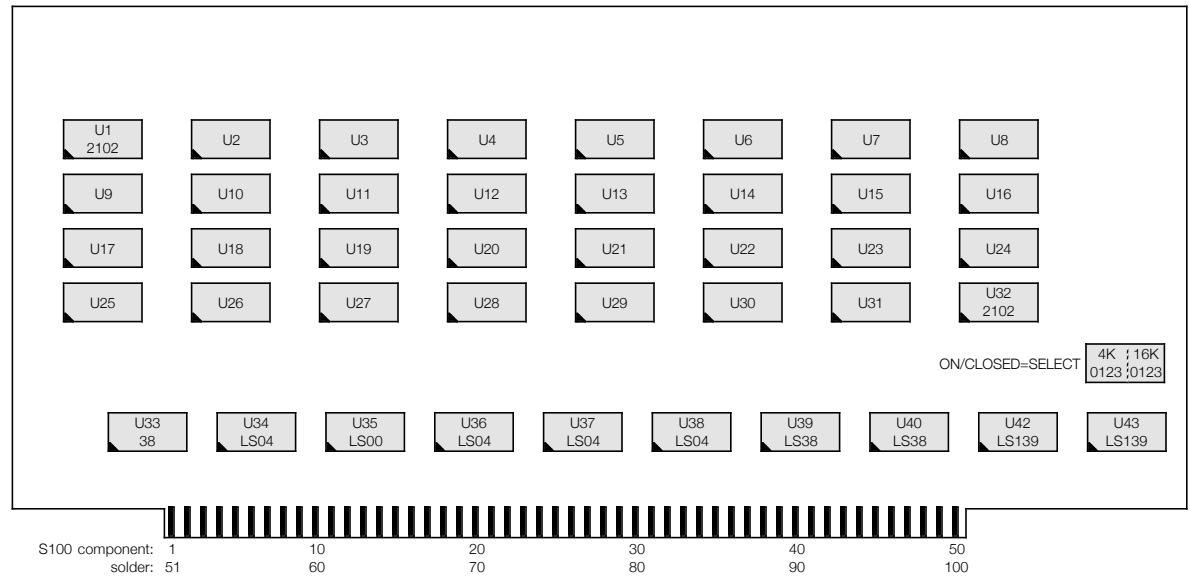 U1
2102
U2
U3
U4
U5
U6
U7
U8
U9
U10
U11
U12
U13
U14
U15
U16
U17
U18
U19
U20
U21
U22
U23
U24
U25
U26
U27
U28
U29
U30
U31
U32
2102
ON/CLOSED=SELECT
4K 16K
0123 0123
U33
38
U34
LS04
U35
LS00
U36
LS04
U37
LS04
U38
LS04
U39
LS38
U40
LS38
U42
LS139
U43
LS139
S100 component: 1 10 20 30 40 50
solder: 51 60 70 80 90 100